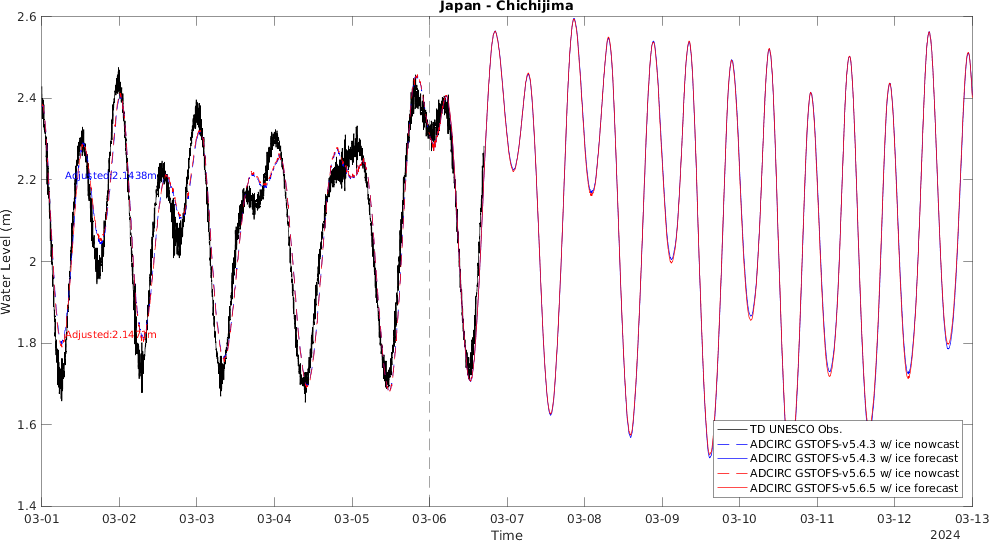 Japan - Chichijima
2.6
2.4
2.2
2
1.8
1.6
1.4
Water Level (m)
Adjusted:2.1438m
Adjusted:2.1471m
TD UNESCO Obs.
ADCIRC GSTOFS-v5.4.3 w/ ice nowcast
ADCIRC GSTOFS-v5.4.3 w/ ice forecast
ADCIRC GSTOFS-v5.6.5 w/ ice nowcast
ADCIRC GSTOFS-v5.6.5 w/ ice forecast
03-01 03-02 03-03 03-04 03-05 03-06 03-07 03-08 03-09 03-10 03-11 03-12 03-13
Time
2024